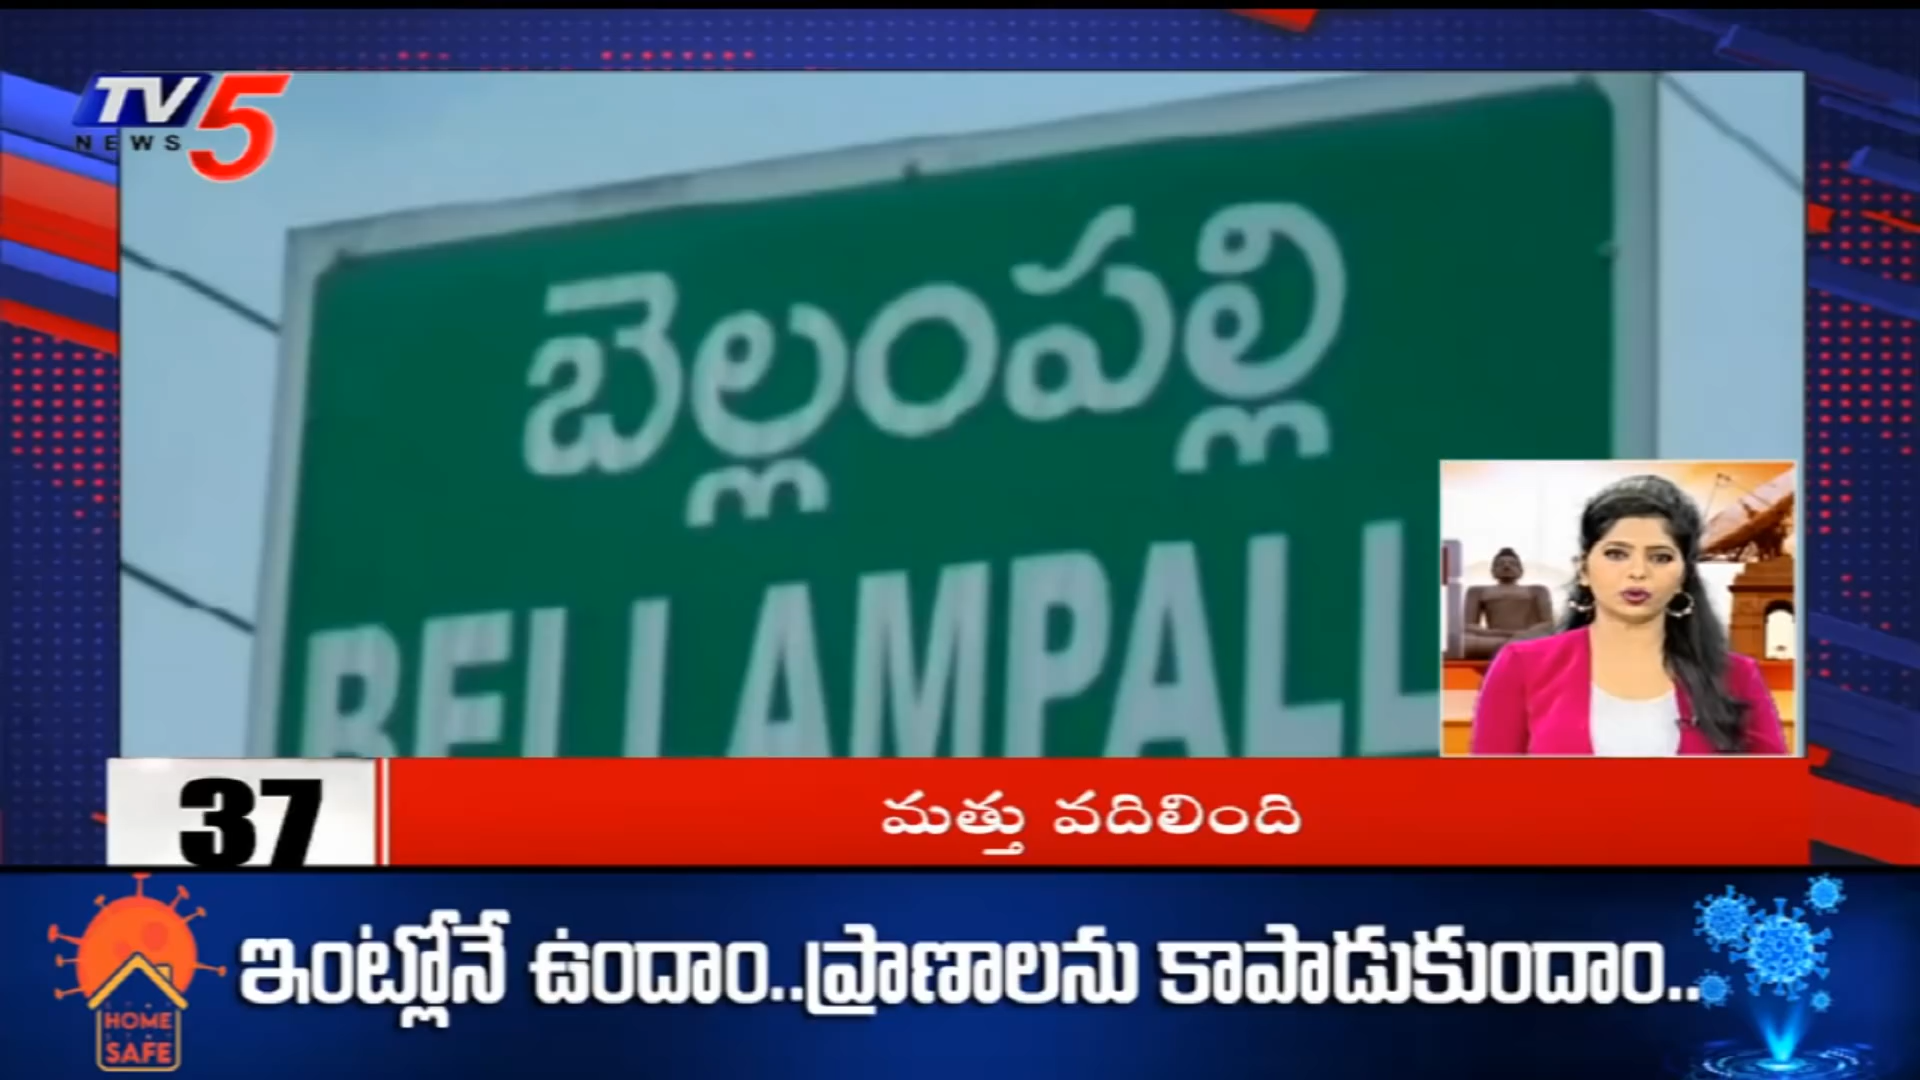 TV5
NEWS
బెల్లంపల్లి
BELLAMPALL
37
మత్తు వదిలింది
ఇంట్లోనే ఉందాం..ప్రాణాలను కాపాడుకుందాం..
HOME
SAFE